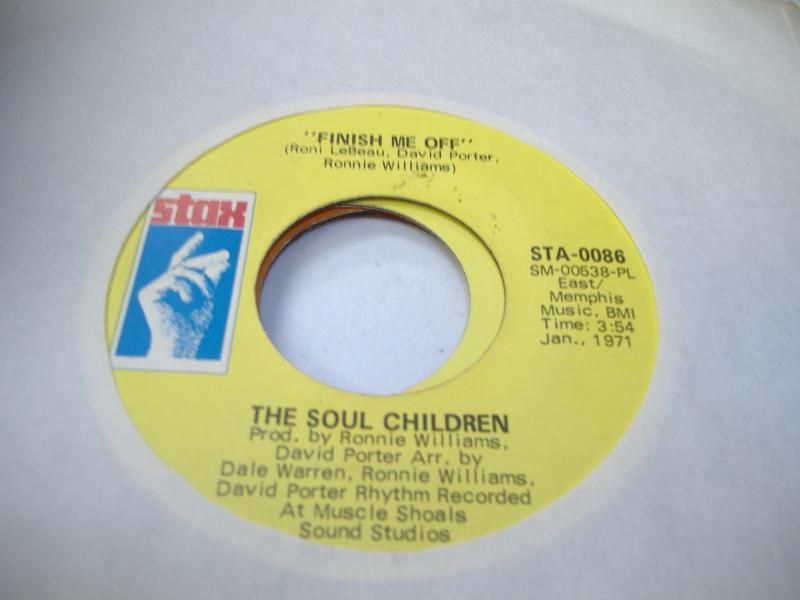 "FINISH ME OFF"
(Roni LeBeau, David Porter,
Ronnie Williams)
stax
STA-0086
SM-00538-PL
East/
Memphis
Music, BMI
Time: 3:54
Jan., 1971
THE SOUL CHILDREN
Prod. by Ronnie Williams,
David Porter Arr. by
Dale Warren, Ronnie Williams,
David Porter Rhythm Recorded
At Muscle Shoals
Sound Studios